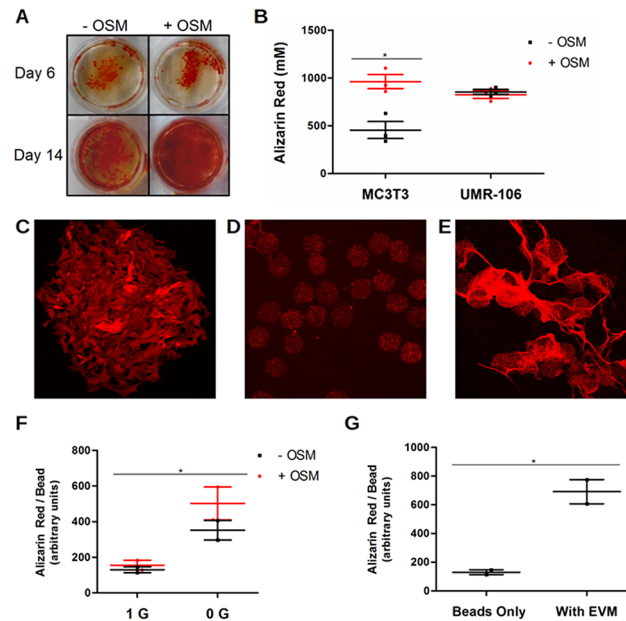 A
- OSM
+ OSM
Day 6
Day 14
B
Alizarin Red (mM)
1500
1000
500
0
*
- OSM
+ OSM
MC3T3
UMR-106
C
D
E
F
Alizarin Red / Bead
(arbitrary units)
800
600
400
200
0
*
- OSM
+ OSM
1 G
0 G
G
Alizarin Red / Bead
(arbitrary units)
1000
800
600
400
200
0
*
Beads Only
With EVM